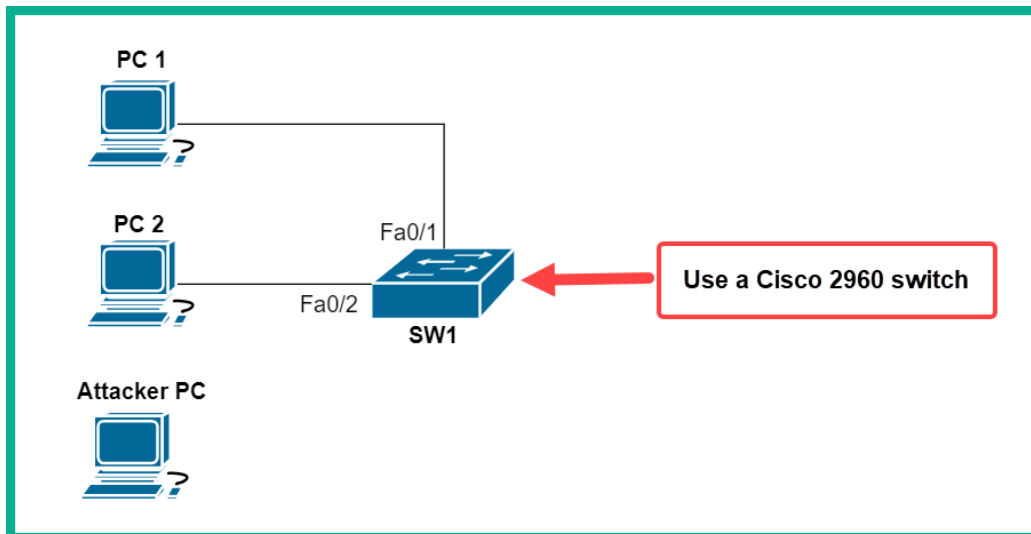 PC 1
PC 2
Fa0/1
Fa0/2
Use a Cisco 2960 switch
SW1
Attacker PC